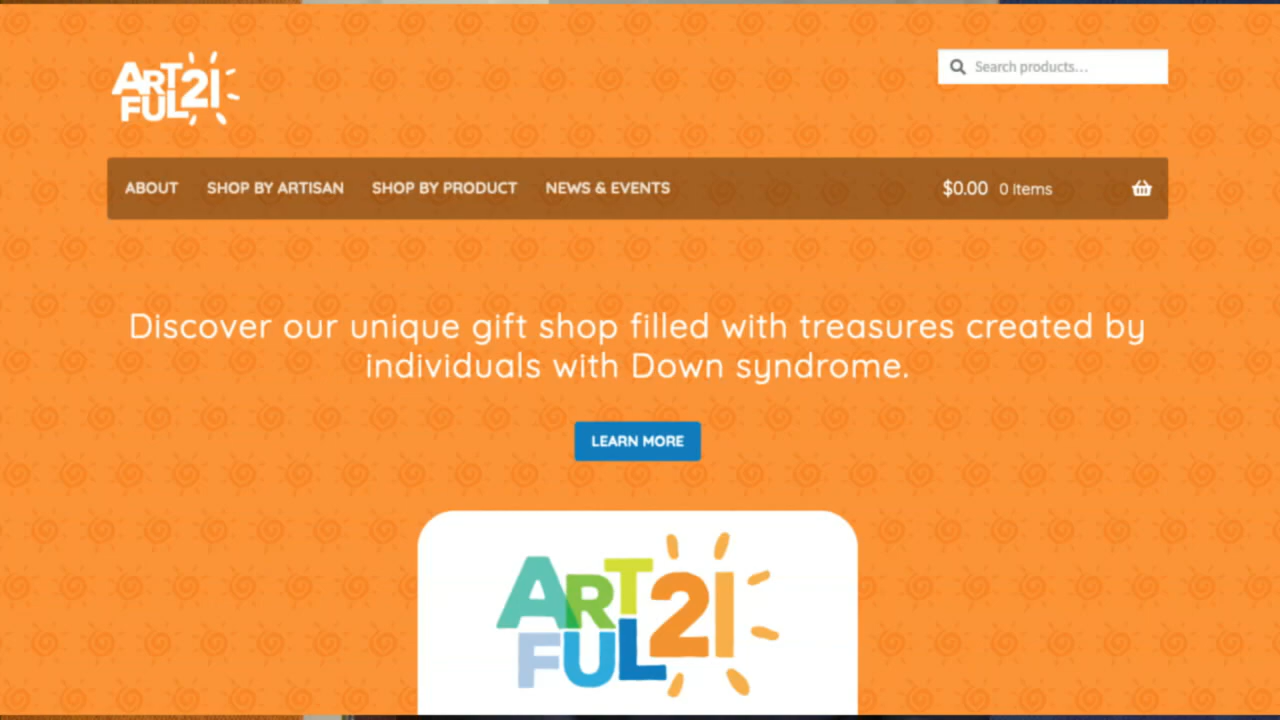 ART
FUL 21
Search products...
ABOUT SHOP BY ARTISAN SHOP BY PRODUCT NEWS & EVENTS $0.00 0 items
Discover our unique gift shop filled with treasures created by
individuals with Down syndrome.
LEARN MORE
ART
FUL 21